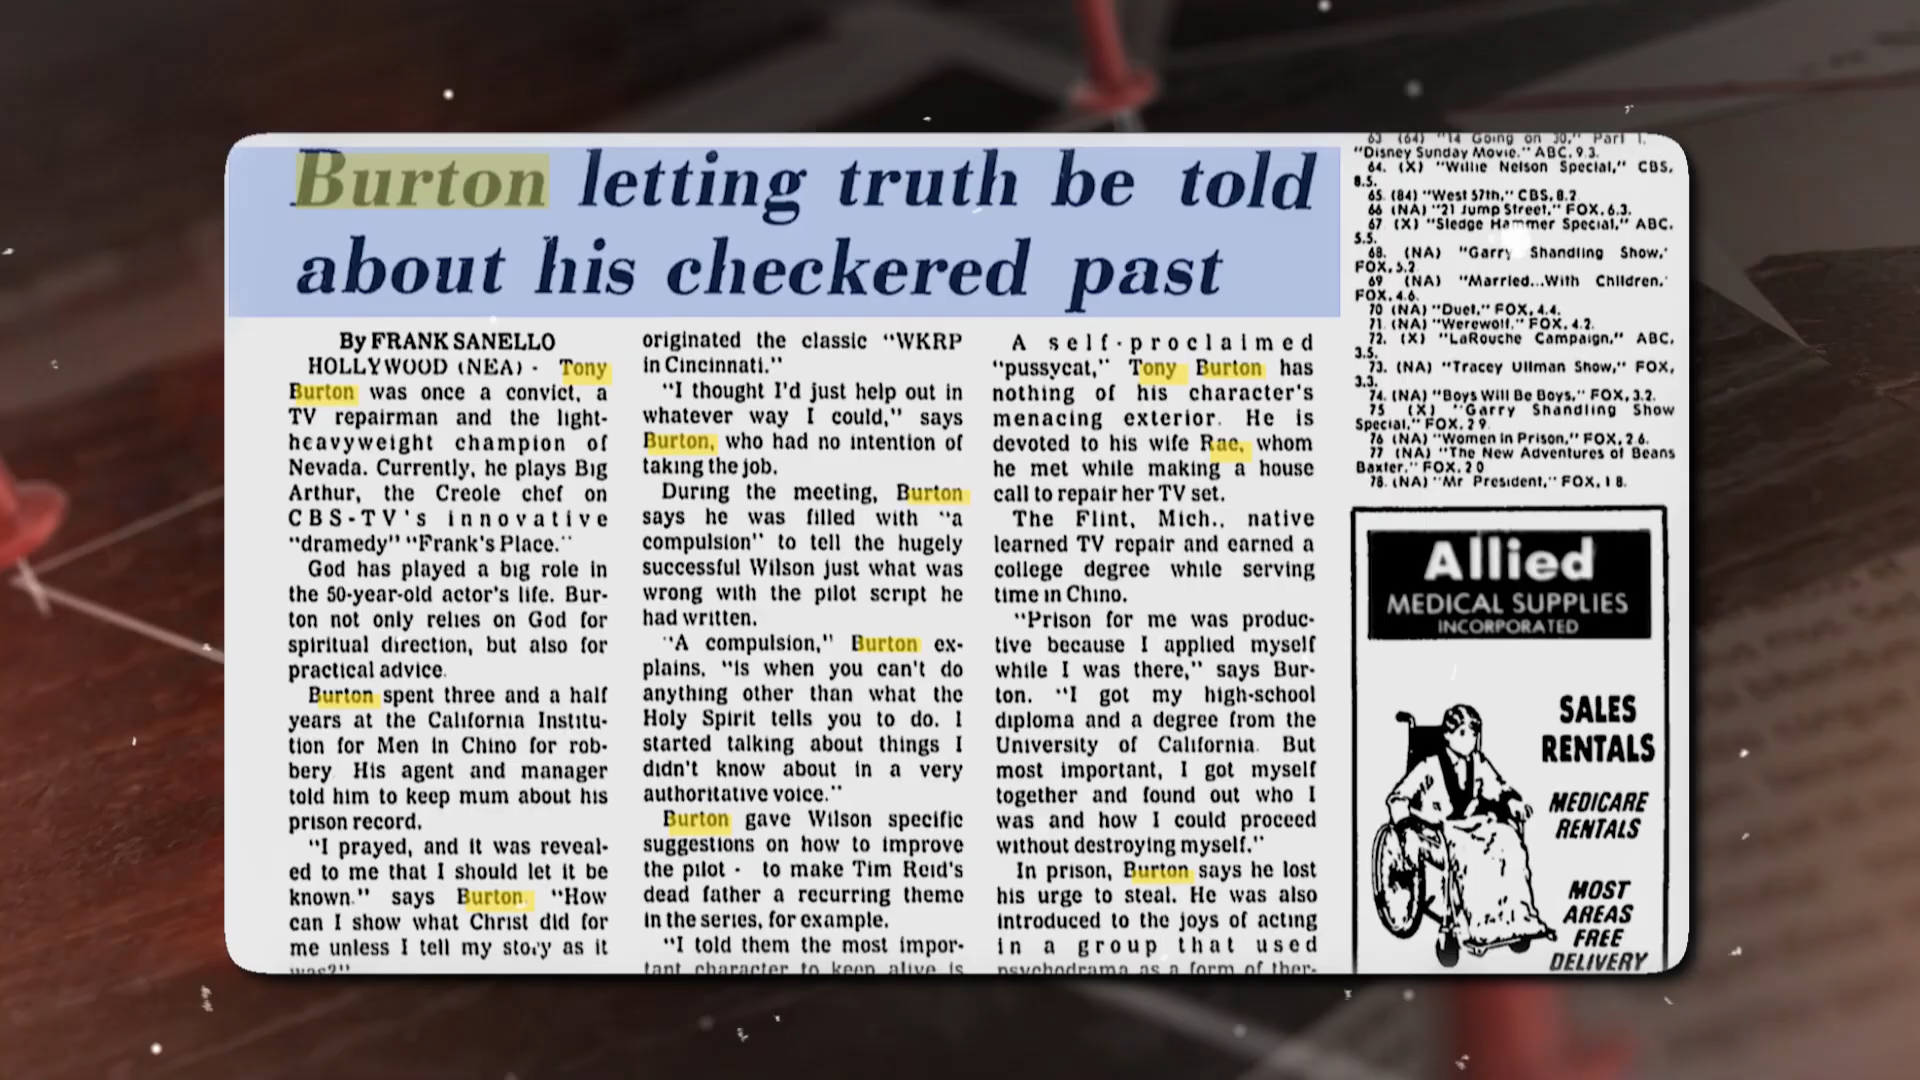 Burton letting truth be told
about his checkered past
By FRANK SANELLO
HOLLYWOOD (NEA) - Tony
Burton was once a convict, a
TV repairman and the light-
heavyweight champion of
Nevada. Currently, he plays Big
Arthur, the Creole chef on
CBS-TV's innovative
"dramedy" "Frank's Place."
God has played a big role in
the 50-year-old actor's life. Bur-
ton not only relies on God for
spiritual direction, but also for
practical advice.
Burton spent three and a half
years at the California Institu-
tion for Men in Chino for rob-
bery His agent and manager
told him to keep mum about his
prison record.
"I prayed, and it was reveal-
ed to me that I should let it be
known." says Burton. "How
can I show what Christ did for
me unless I tell my story as it
was?"
originated the classic "WKRP
in Cincinnati."
"I thought I'd just help out in
whatever way I could," says
Burton, who had no intention of
taking the job.
During the meeting, Burton
says he was filled with "a
compulsion" to tell the hugely
successful Wilson just what was
wrong with the pilot script he
had written.
"A compulsion," Burton ex-
plains, "is when you can't do
anything other than what the
Holy Spirit tells you to do. I
started talking about things I
didn't know about in a very
authoritative voice."
Burton gave Wilson specific
suggestions on how to improve
the pilot - to make Tim Reid's
dead father a recurring theme
in the series, for example.
"I told them the most impor-
tant character to keep alive is
A self-proclaimed
"pussycat," Tony Burton has
nothing of his character's
menacing exterior. He is
devoted to his wife Rae, whom
he met while making a house
call to repair her TV set.
The Flint, Mich., native
learned TV repair and earned a
college degree while serving
time in Chino.
"Prison for me was produc-
tive because I applied myself
while I was there," says Bur-
ton. "I got my high-school
diploma and a degree from the
University of California. But
most important, I got myself
together and found out who I
was and how I could proceed
without destroying myself."
In prison, Burton says he lost
his urge to steal. He was also
introduced to the joys of acting
in a group that used
psychodrama as a form of ther-
63 (64) "14 Going on 30," Part 1.
"Disney Sunday Movie." ABC, 9.3.
64. (X) "Willie Nelson Special," CBS,
8.5.
65. (84) "West 57th," CBS, 8.2
66 (NA) "21 Jump Street," FOX, 6.3.
67 (X) "Sledge Hammer Special," ABC,
5.5.
68. (NA) "Garry Shandling Show,"
FOX, 5.2
69 (NA) "Married...With Children,"
FOX, 4.6.
70 (NA) "Duet," FOX, 4.4.
71. (NA) "Werewolf," FOX, 4.2.
72. (X) "LaRouche Campaign," ABC,
3.5.
73. (NA) "Tracey Ullman Show," FOX,
3.3.
74. (NA) "Boys Will Be Boys," FOX, 3.2.
75 (X) "Garry Shandling Show
Special," FOX, 2 9.
76 (NA) "Women in Prison," FOX, 2 6.
77 (NA) "The New Adventures of Beans
Baxter," FOX, 2 0
78. (NA) "Mr President," FOX, 1 8.
Allied
MEDICAL SUPPLIES
INCORPORATED
SALES
RENTALS
MEDICARE
RENTALS
MOST
AREAS
FREE
DELIVERY